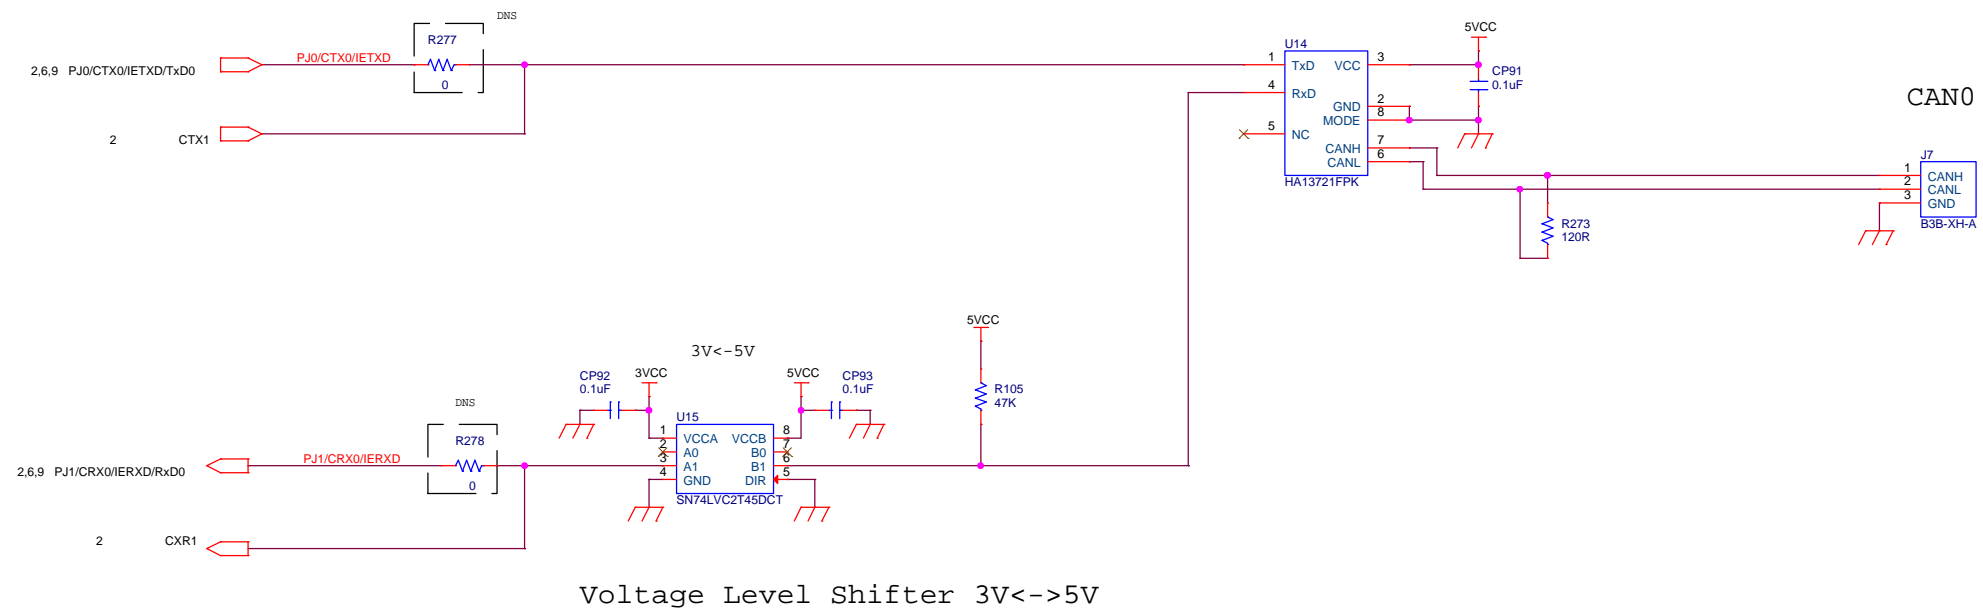 DNS
R277
0
2,6,9 PJ0/CTX0/IETXD/TxD0
PJ0/CTX0/IETXD
2 CTX1
U14
1 TxD
4 RxD
5 NC
VCC 3
GND 2
MODE 8
CANH 7
CANL 6
HA13721FPK
5VCC
CP91
0.1uF
CAN0
J7
1 CANH
2 CANL
3 GND
B3B-XH-A
R273
120R
5VCC
R105
47K
3V<-5V
CP92
0.1uF
3VCC
5VCC
CP93
0.1uF
U15
1 VCCA
2 A0
3 A1
4 GND
VCCB 8
B0 7
B1 6
DIR 5
SN74LVC2T45DCT
DNS
R278
0
2,6,9 PJ1/CRX0/IERXD/RxD0
PJ1/CRX0/IERXD
2 CXR1
Voltage Level Shifter 3V<->5V